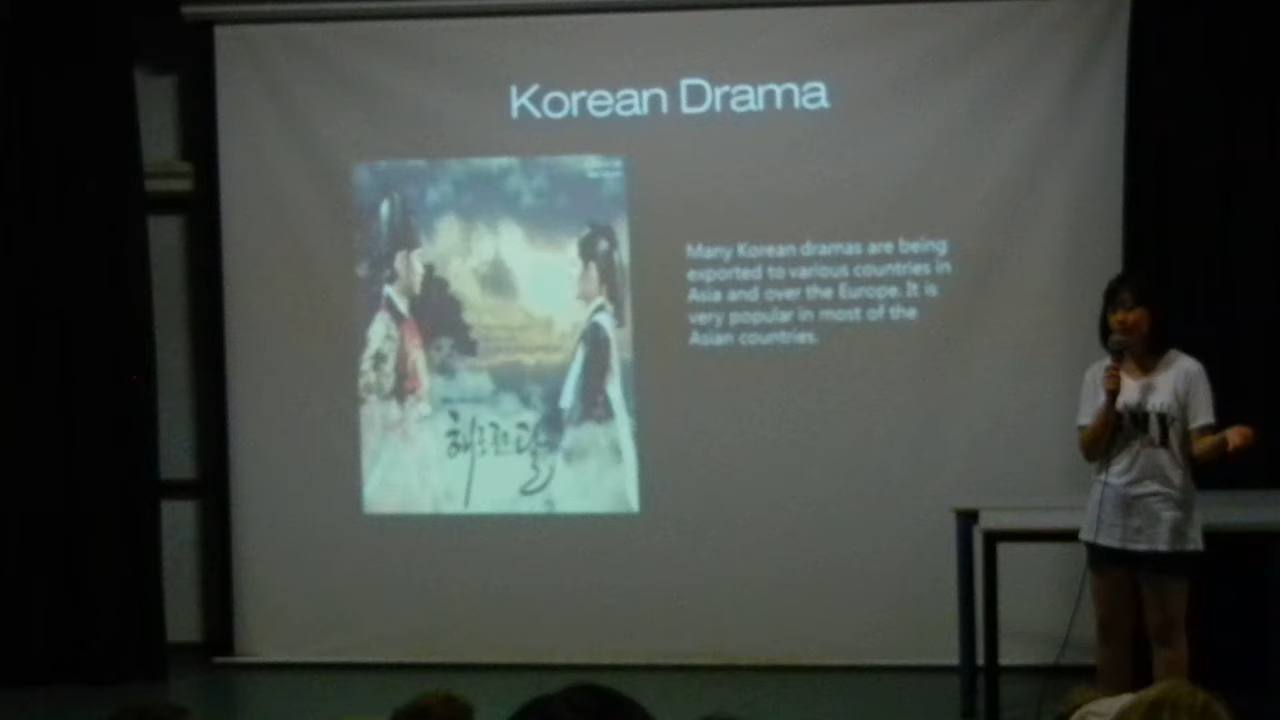 Korean Drama
Many Korean dramas are being
exported to various countries in
Asia and over the Europe. It is
very popular in most of the
Asian countries.
해를 품은 달